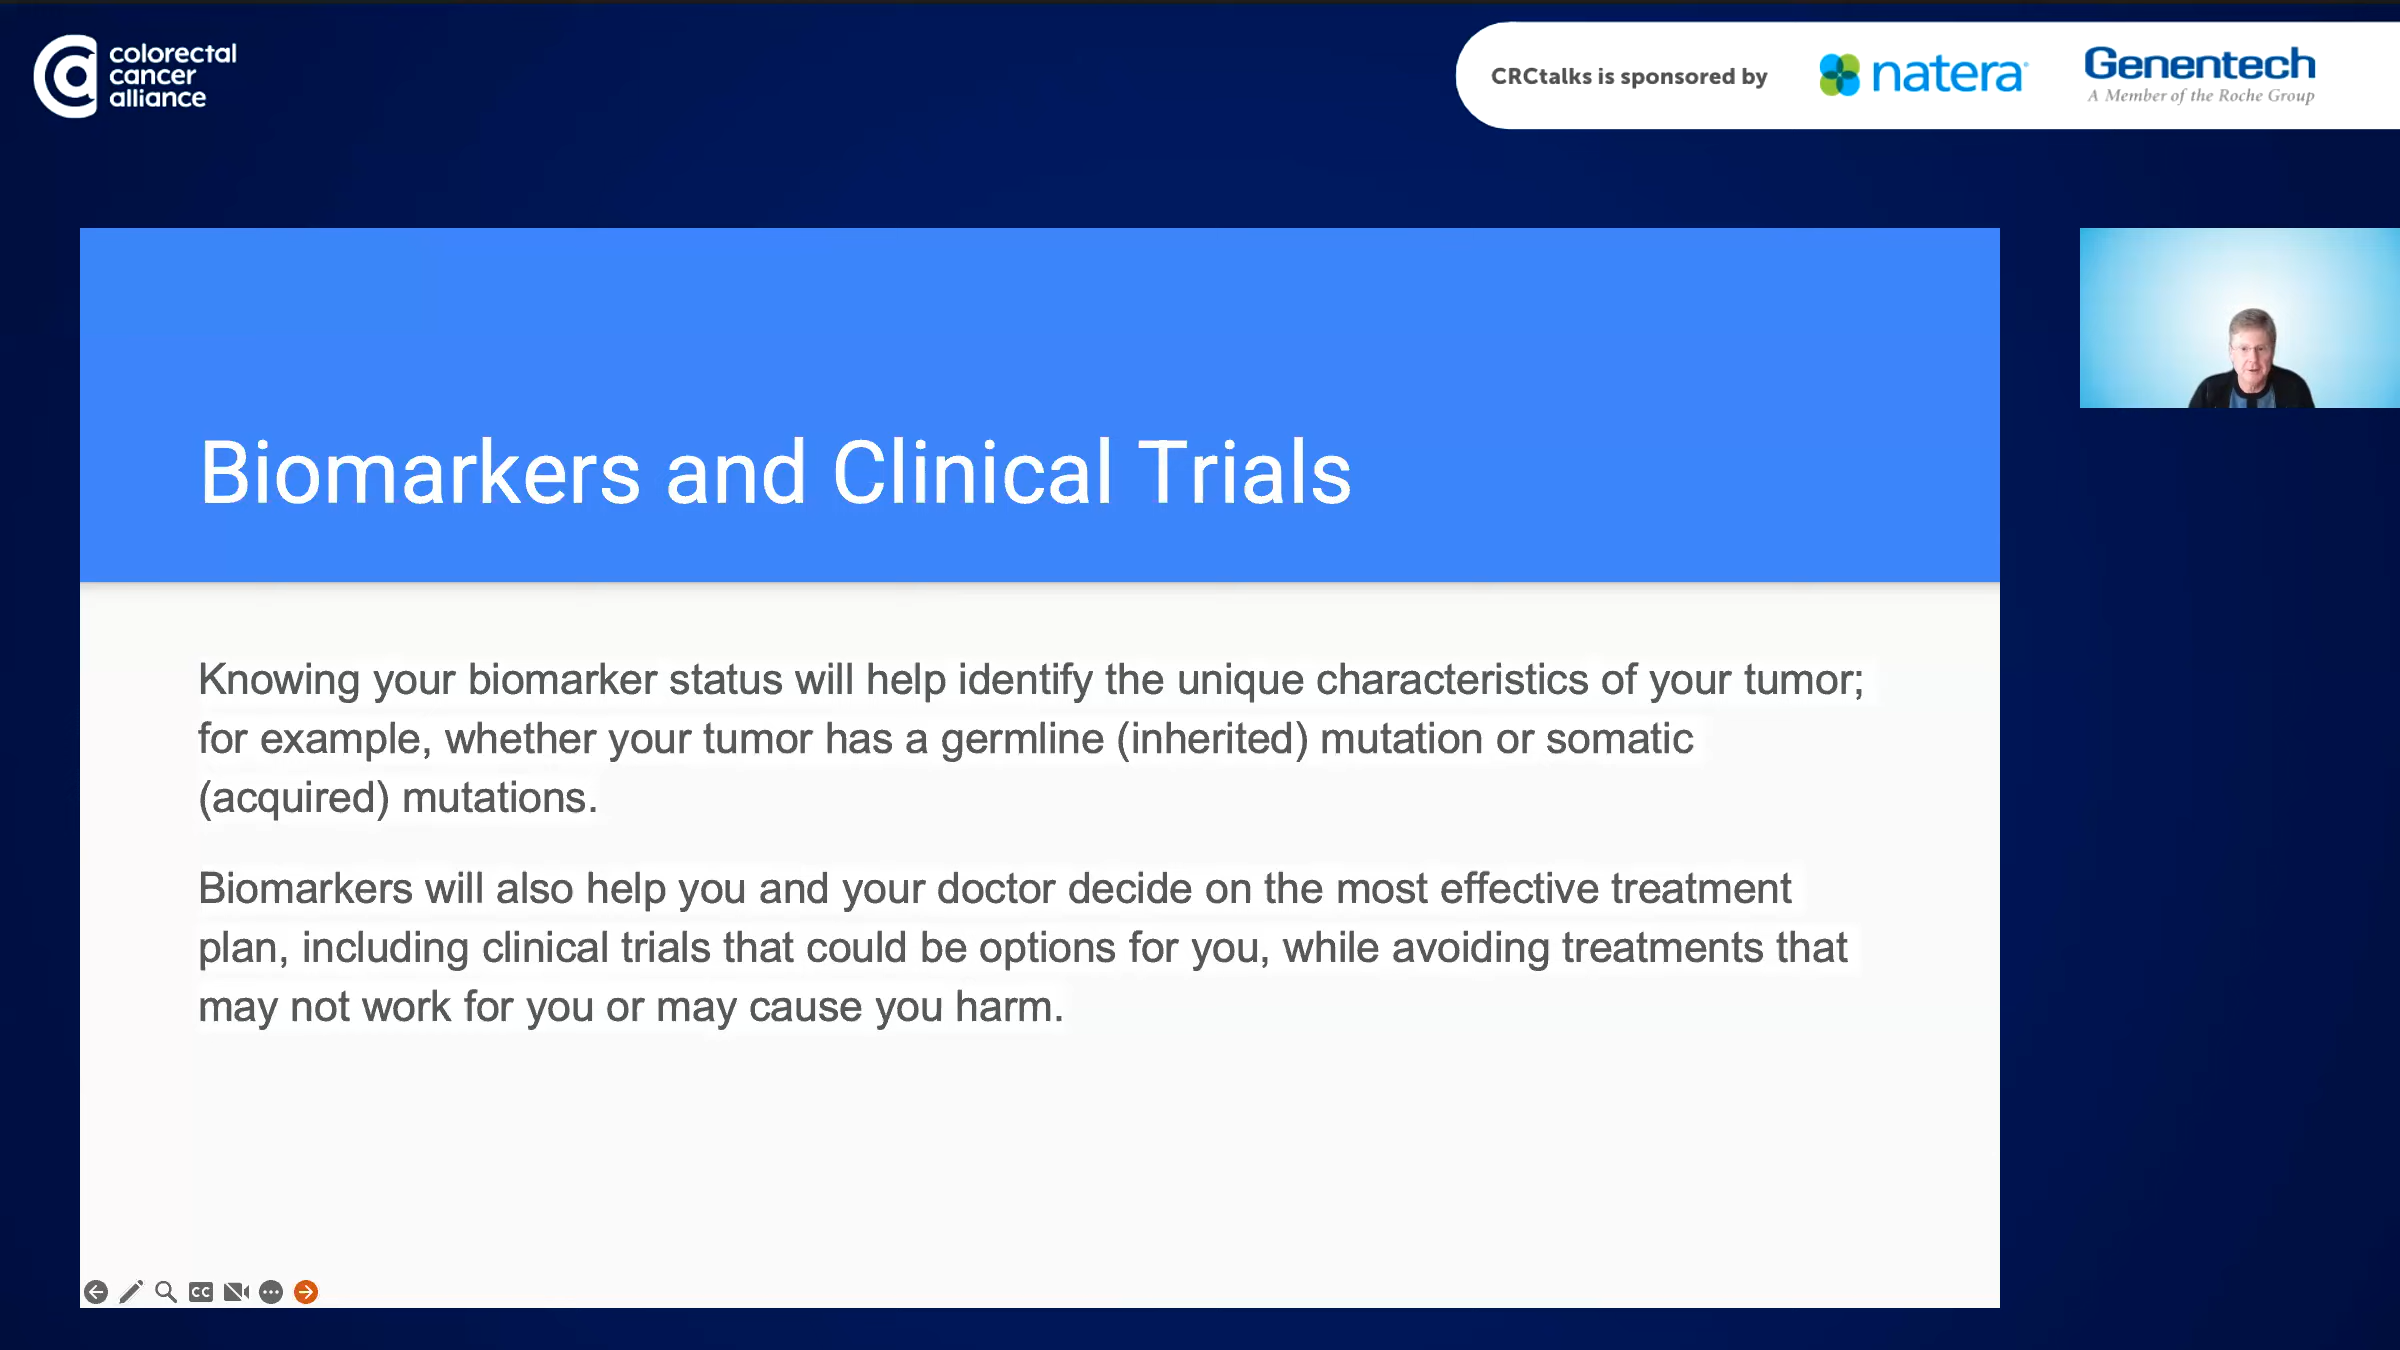 colorectal
cancer
alliance
CRCtalks is sponsored by
natera
Genentech
A Member of the Roche Group
Biomarkers and Clinical Trials
Knowing your biomarker status will help identify the unique characteristics of your tumor;
for example, whether your tumor has a germline (inherited) mutation or somatic
(acquired) mutations.
Biomarkers will also help you and your doctor decide on the most effective treatment
plan, including clinical trials that could be options for you, while avoiding treatments that
may not work for you or may cause you harm.
CC